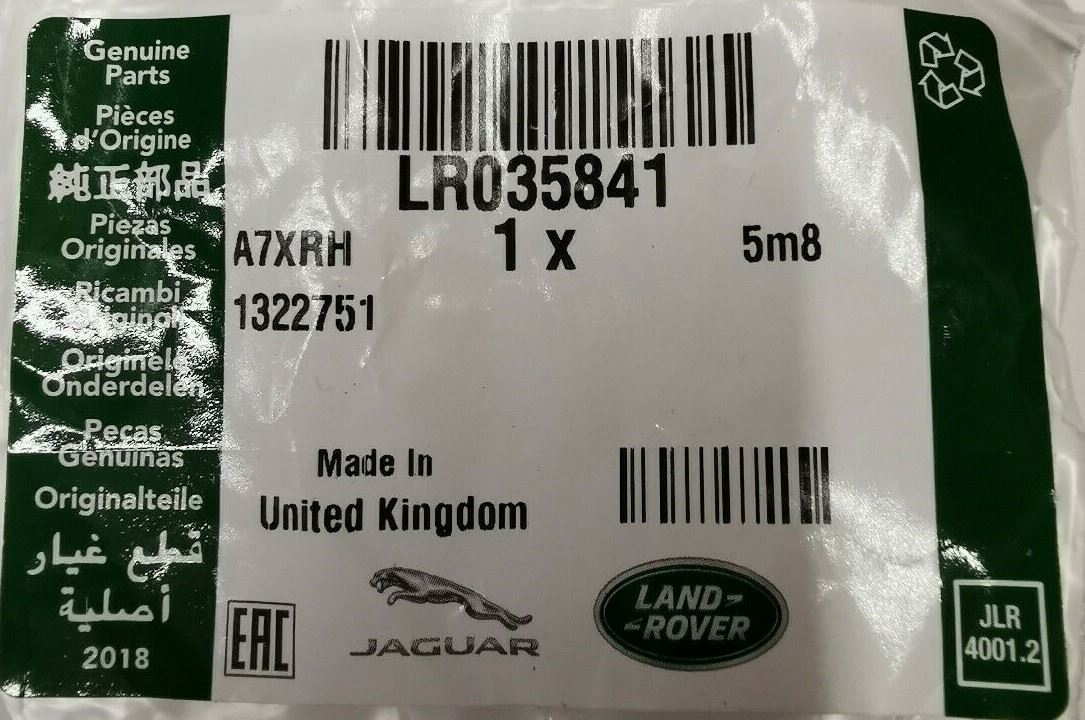 Genuine
Parts
Pièces
d'Origine
純正部品
Piezas
Originales
Ricambi
Originali
Originele
Onderdelen
Peças
Genuínas
Originalteile
قطع غيار
أصلية
2018
LR035841
A7XRH
1 x
5m8
1322751
Made In
United Kingdom
EAC
JAGUAR
LAND
ROVER
JLR
4001.2